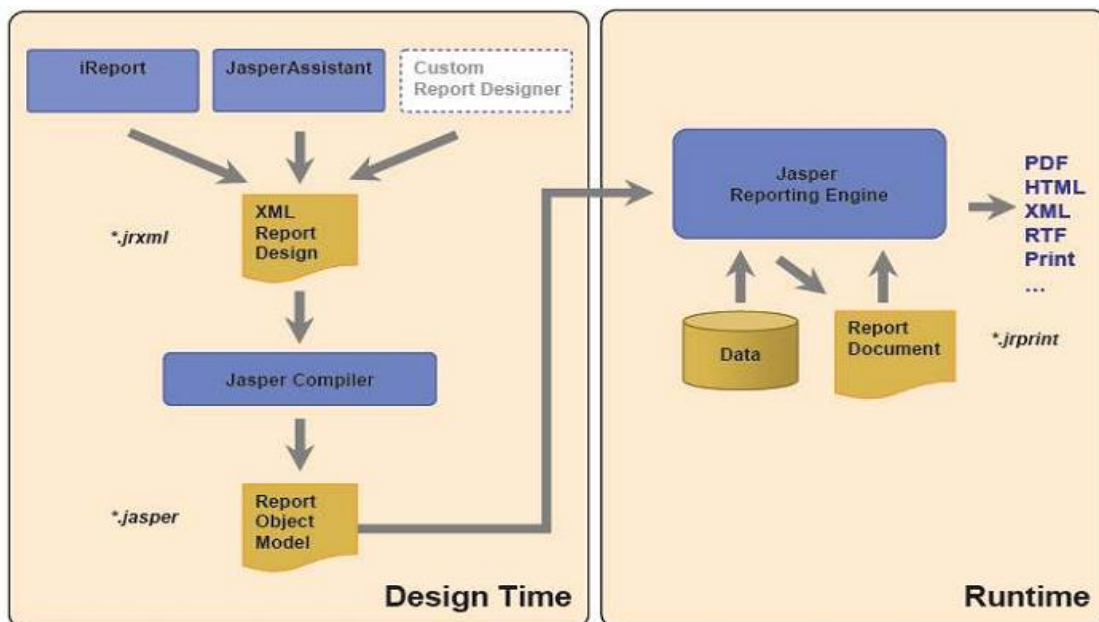 iReport
JasperAssistant
Custom
Report Designer
*.jrxml
XML
Report
Design
Jasper Compiler
*.jasper
Report
Object
Model
Design Time
Jasper
Reporting Engine
PDF
HTML
XML
RTF
Print
...
Data
Report
Document
*.jrprint
Runtime